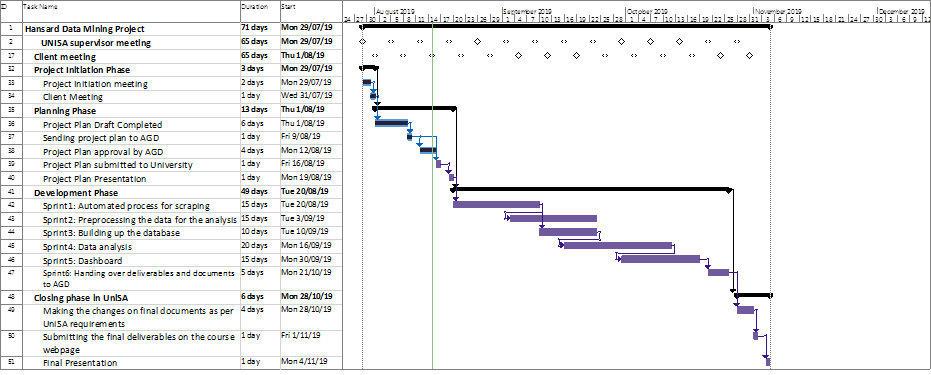 ID Task Name Duration Start August 2019 September 2019 October 2019 November 2019 December 2019
1 Hansard Data Mining Project 71 days Mon 29/07/19
2 UNISA supervisor meeting 65 days Mon 29/07/19
17 Client meeting 65 days Thu 1/08/19
32 Project Initiation Phase 3 days Mon 29/07/19
33 Project initiation meeting 2 days Mon 29/07/19
34 Client Meeting 1 day Wed 31/07/19
35 Planning Phase 13 days Thu 1/08/19
36 Project Plan Draft Completed 6 days Thu 1/08/19
37 Sending project plan to AGD 1 day Fri 9/08/19
38 Project Plan approval by AGD 4 days Mon 12/08/19
39 Project Plan submitted to University 1 day Fri 16/08/19
40 Project Plan Presentation 1 day Mon 19/08/19
41 Development Phase 49 days Tue 20/08/19
42 Sprint1: Automated process for scraping 15 days Tue 20/08/19
43 Sprint2: Preprocessing the data for the analysis 15 days Tue 3/09/19
44 Sprint3: Building up the database 10 days Tue 10/09/19
45 Sprint4: Data analysis 20 days Mon 16/09/19
46 Sprint5: Dashboard 15 days Mon 30/09/19
47 Sprint6: Handing over deliverables and documents 5 days Mon 21/10/19
to AGD
48 Closing phase in UniSA 6 days Mon 28/10/19
49 Making the changes on final documents as per 4 days Mon 28/10/19
UniSA requirements
50 Submitting the final deliverables on the course 1 day Fri 1/11/19
webpage
51 Final Presentation 1 day Mon 4/11/19